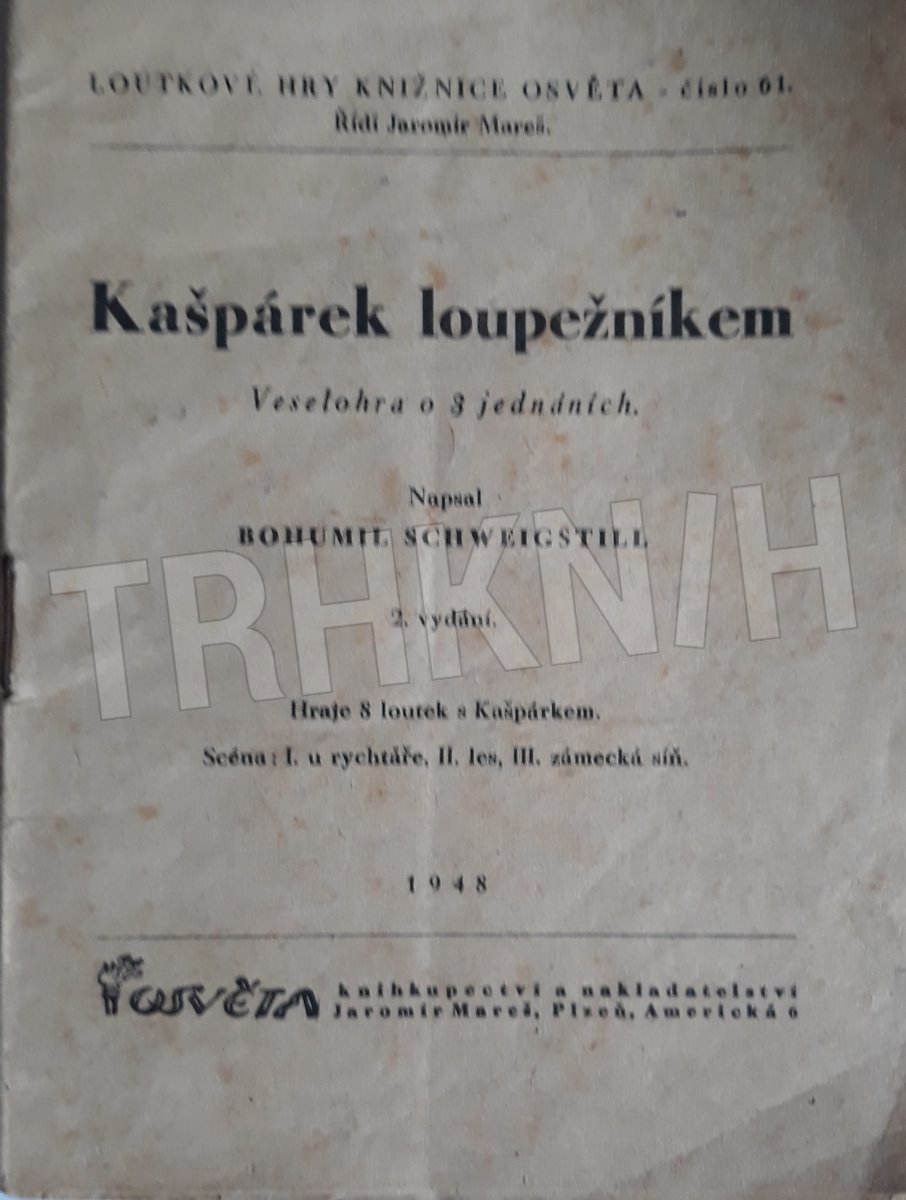 LOUTKOVÉ HRY KNIŽNICE OSVĚTA - číslo 61.
Řídí Jaromír Mareš.
Kašpárek loupežníkem
Veselohra o 3 jednáních.
Napsal
BOHUMIL SCHWEIGSTILL
TRHKNIH
2. vydání.
Hraje 8 loutek s Kašpárkem.
Scéna: I. u rychtáře, II. les, III. zámecká síň.
1948
OSVĚTA knihkupectví a nakladatelství
Jaromír Mareš, Plzeň, Americká 6